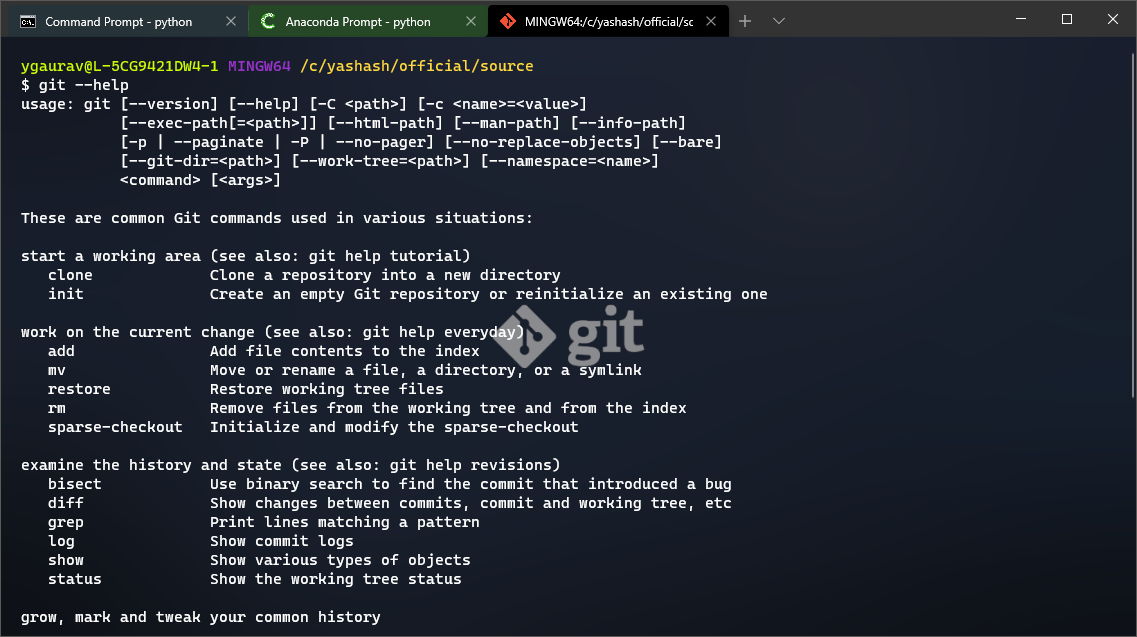 Command Prompt - python
Anaconda Prompt - python
MINGW64:/c/yashash/official/sc
ygaurav@L-5CG9421DW4-1 MINGW64 /c/yashash/official/source
$ git --help
usage: git [--version] [--help] [-C <path>] [-c <name>=<value>]
           [--exec-path[=<path>]] [--html-path] [--man-path] [--info-path]
           [-p | --paginate | -P | --no-pager] [--no-replace-objects] [--bare]
           [--git-dir=<path>] [--work-tree=<path>] [--namespace=<name>]
           <command> [<args>]
These are common Git commands used in various situations:
start a working area (see also: git help tutorial)
   clone             Clone a repository into a new directory
   init              Create an empty Git repository or reinitialize an existing one
work on the current change (see also: git help everyday)
git
   add               Add file contents to the index
   mv                Move or rename a file, a directory, or a symlink
   restore           Restore working tree files
   rm                Remove files from the working tree and from the index
   sparse-checkout   Initialize and modify the sparse-checkout
examine the history and state (see also: git help revisions)
   bisect            Use binary search to find the commit that introduced a bug
   diff              Show changes between commits, commit and working tree, etc
   grep              Print lines matching a pattern
   log               Show commit logs
   show              Show various types of objects
   status            Show the working tree status
grow, mark and tweak your common history